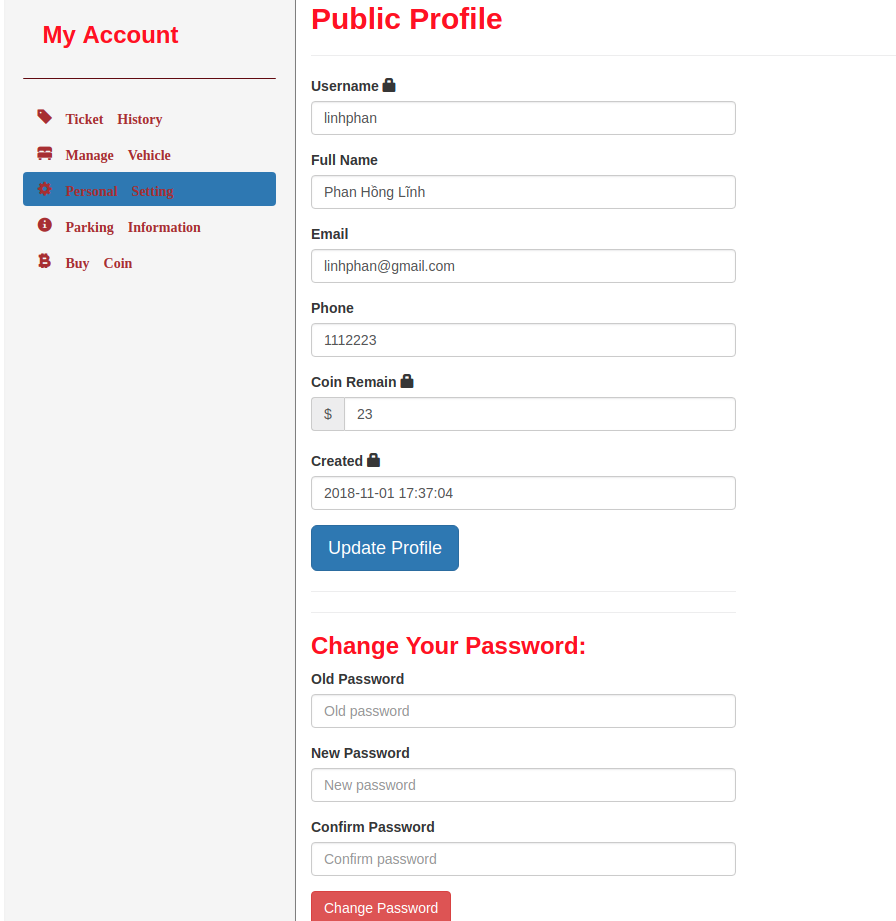 My Account
Ticket History
Manage Vehicle
Personal Setting
Parking Information
Buy Coin
Public Profile
Username
linhphan
Full Name
Phan Hồng Lĩnh
Email
linhphan@gmail.com
Phone
1112223
Coin Remain
$ 23
Created
2018-11-01 17:37:04
Update Profile
Change Your Password:
Old Password
Old password
New Password
New password
Confirm Password
Confirm password
Change Password